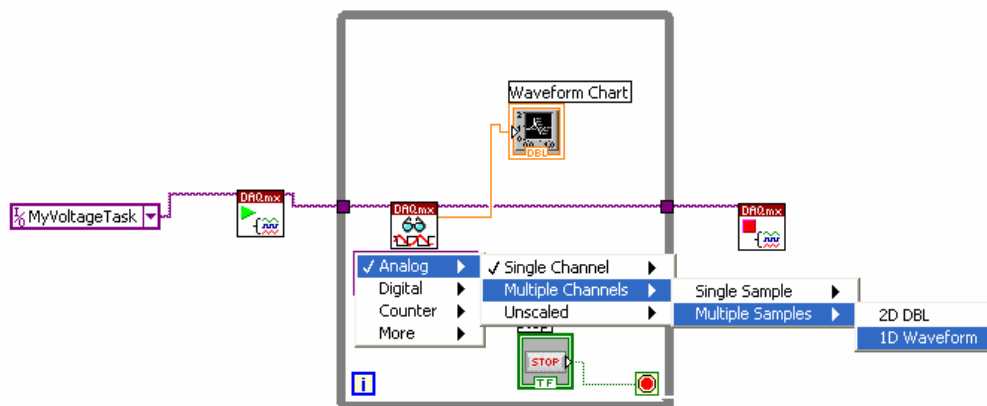 Waveform Chart
DBL
I/O MyVoltageTask
DAQmx
DAQmx
DAQmx
Analog
Digital
Counter
More
Single Channel
Multiple Channels
Unscaled
Single Sample
Multiple Samples
2D DBL
1D Waveform
STOP
TF
i